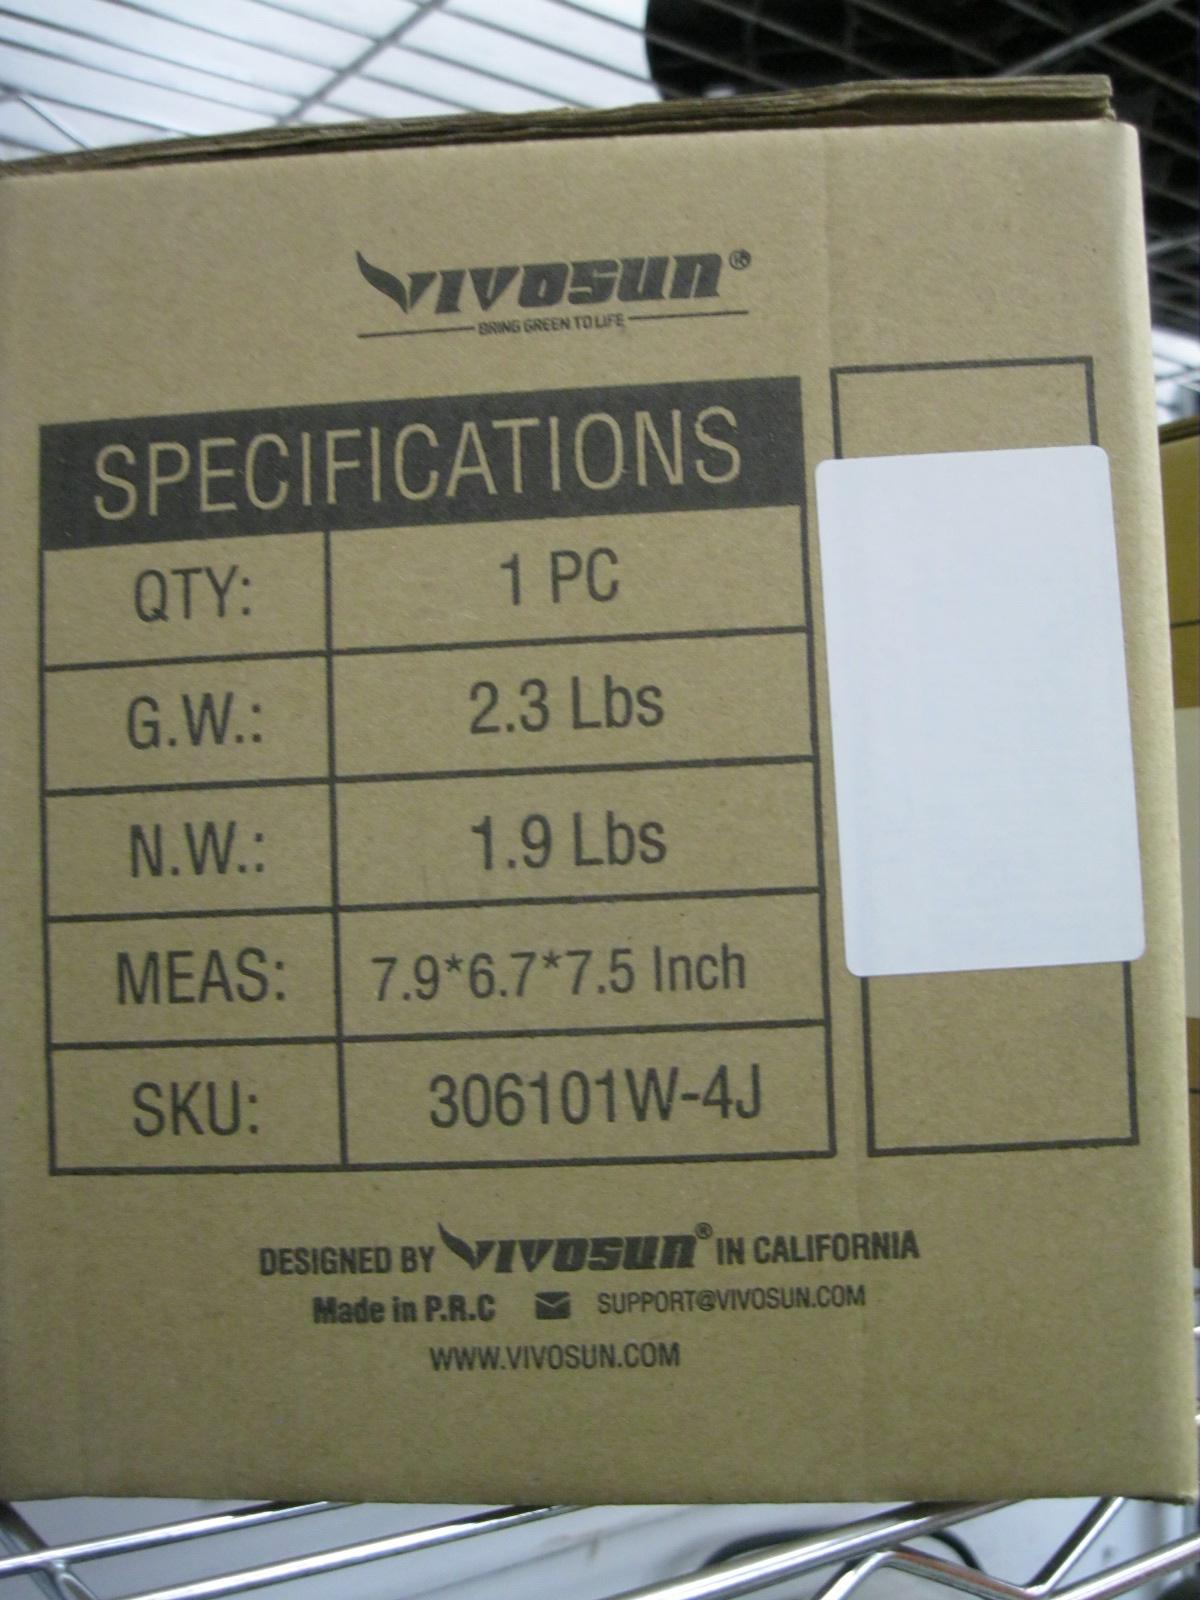 VIVOSUN®
BRING GREEN TO LIFE
SPECIFICATIONS
QTY: 1 PC
G.W.: 2.3 Lbs
N.W.: 1.9 Lbs
MEAS: 7.9*6.7*7.5 Inch
SKU: 306101W-4J
DESIGNED BY VIVOSUN® IN CALIFORNIA
Made in P.R.C SUPPORT@VIVOSUN.COM
WWW.VIVOSUN.COM